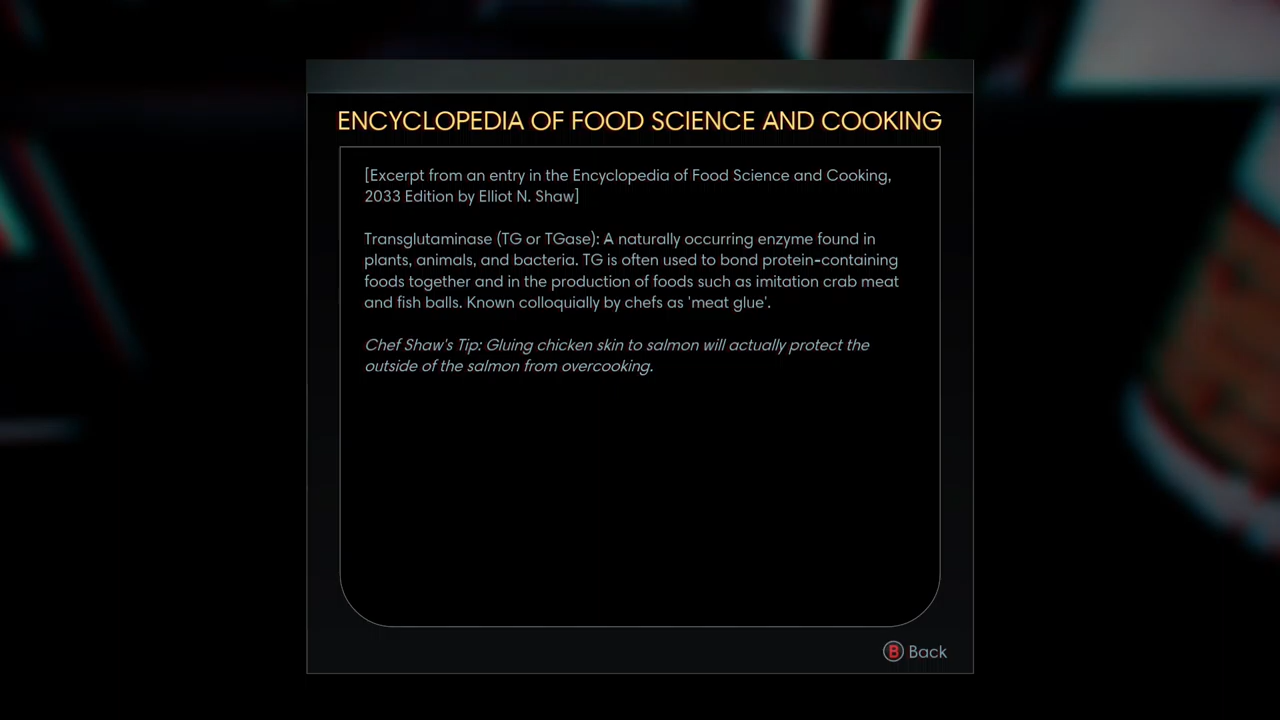 ENCYCLOPEDIA OF FOOD SCIENCE AND COOKING
[Excerpt from an entry in the Encyclopedia of Food Science and Cooking,
2033 Edition by Elliot N. Shaw]
Transglutaminase (TG or TGase): A naturally occurring enzyme found in
plants, animals, and bacteria. TG is often used to bond protein-containing
foods together and in the production of foods such as imitation crab meat
and fish balls. Known colloquially by chefs as 'meat glue'.
Chef Shaw's Tip: Gluing chicken skin to salmon will actually protect the
outside of the salmon from overcooking.
B Back